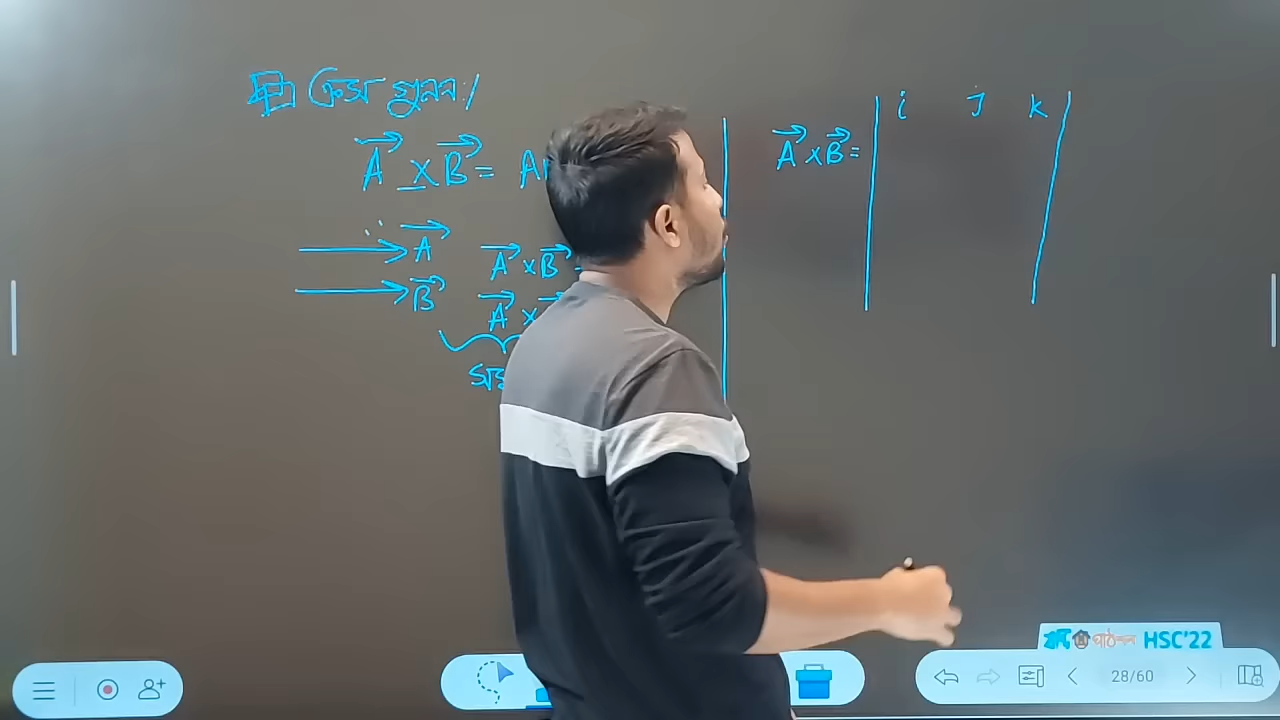 ক্রস গুনন:/
A × B = A
A
A × B =
B
A ×
A × B =
i j k
পাঠশালা HSC'22
28/60